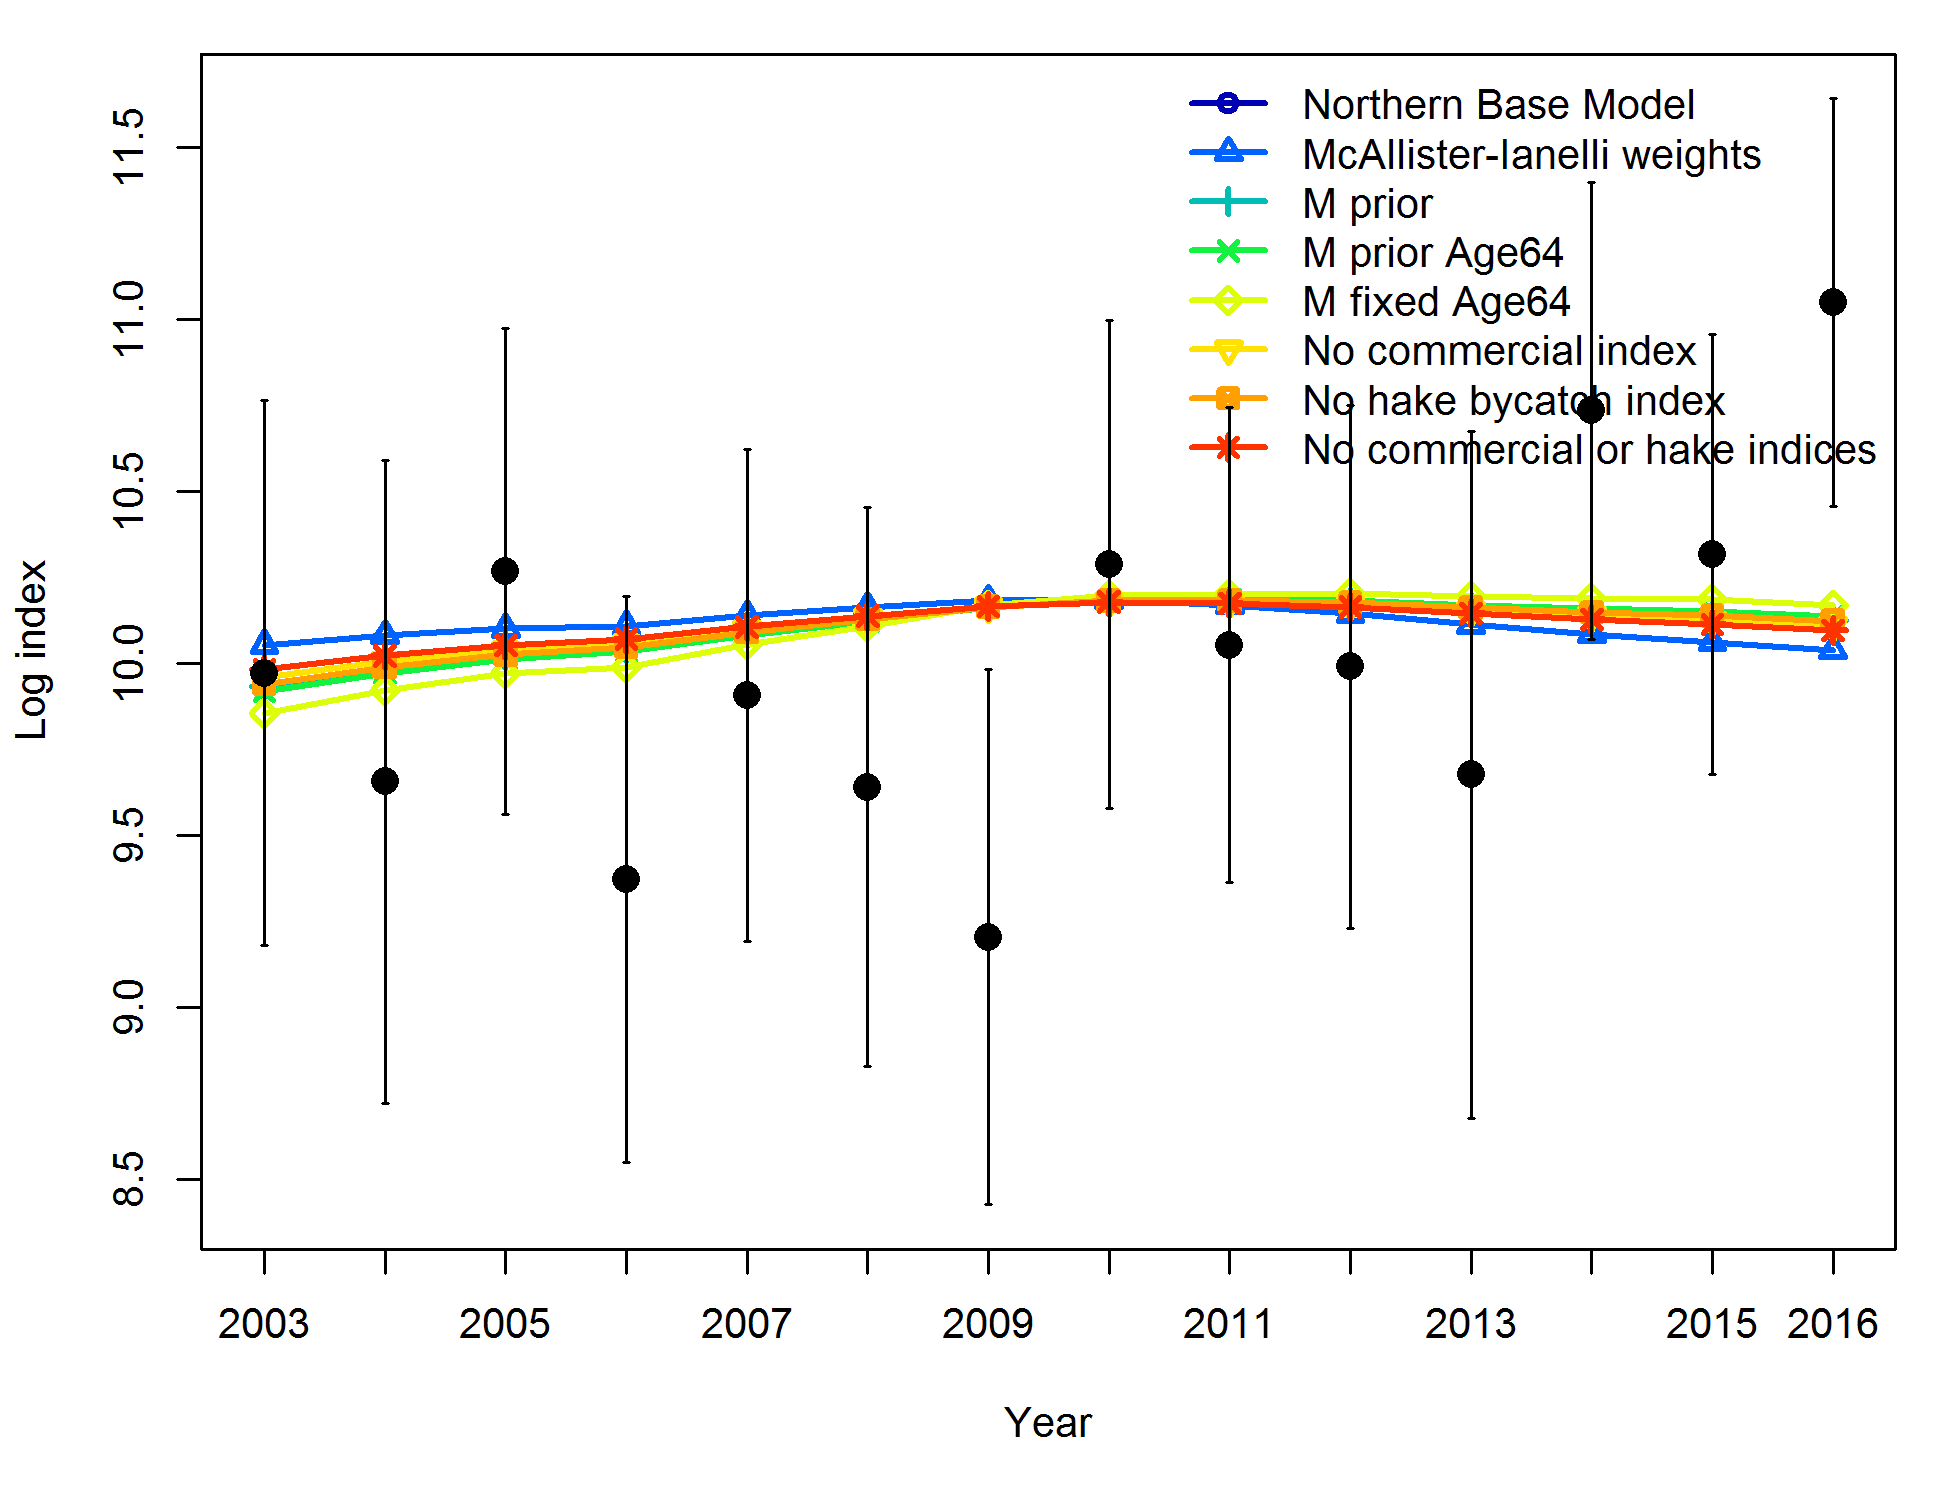 Northern Base Model
McAllister-Ianelli weights
M prior
M prior Age64
M fixed Age64
No commercial index
No hake bycatch index
No commercial or hake indices
11.5
11.0
10.5
10.0
9.5
9.0
8.5
Log index
2003 2005 2007 2009 2011 2013 2015 2016
Year